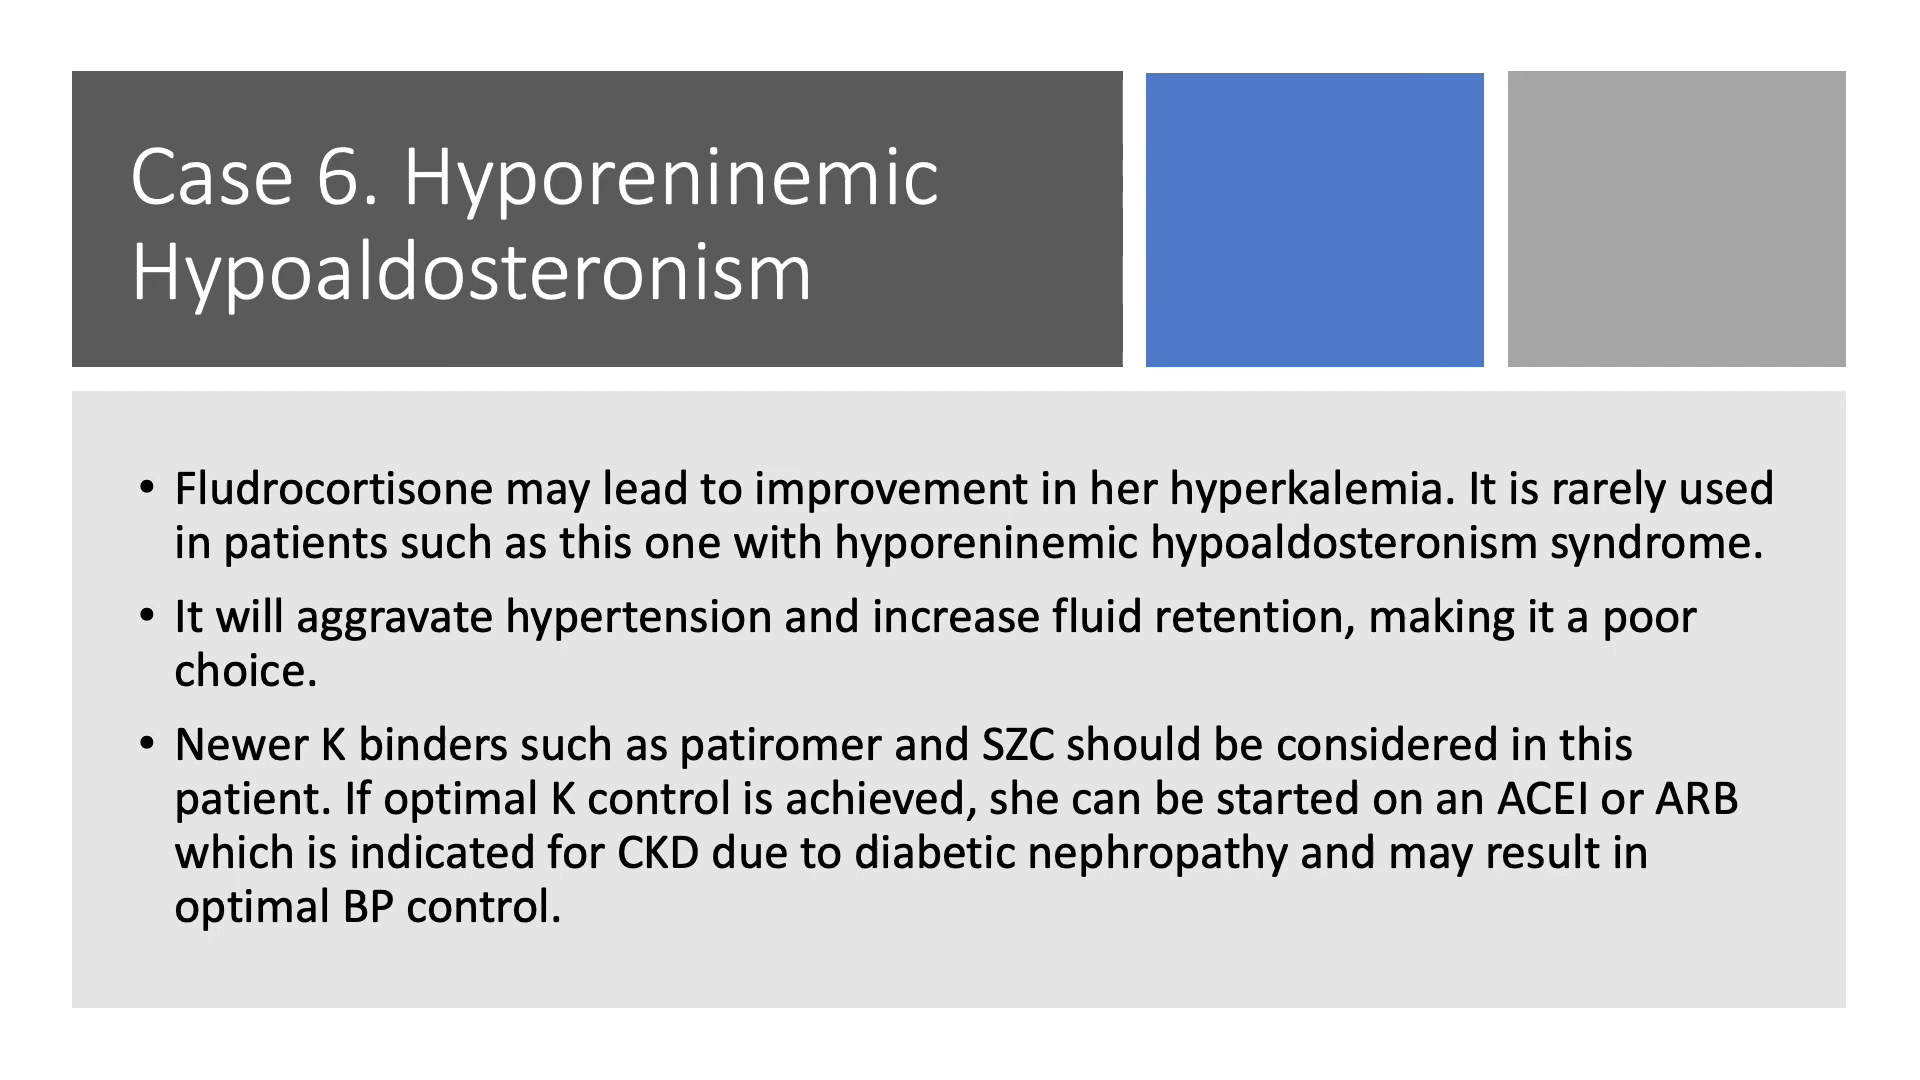 Case 6. Hyporeninemic
Hypoaldosteronism
• Fludrocortisone may lead to improvement in her hyperkalemia. It is rarely used
in patients such as this one with hyporeninemic hypoaldosteronism syndrome.
• It will aggravate hypertension and increase fluid retention, making it a poor
choice.
• Newer K binders such as patiromer and SZC should be considered in this
patient. If optimal K control is achieved, she can be started on an ACEI or ARB
which is indicated for CKD due to diabetic nephropathy and may result in
optimal BP control.